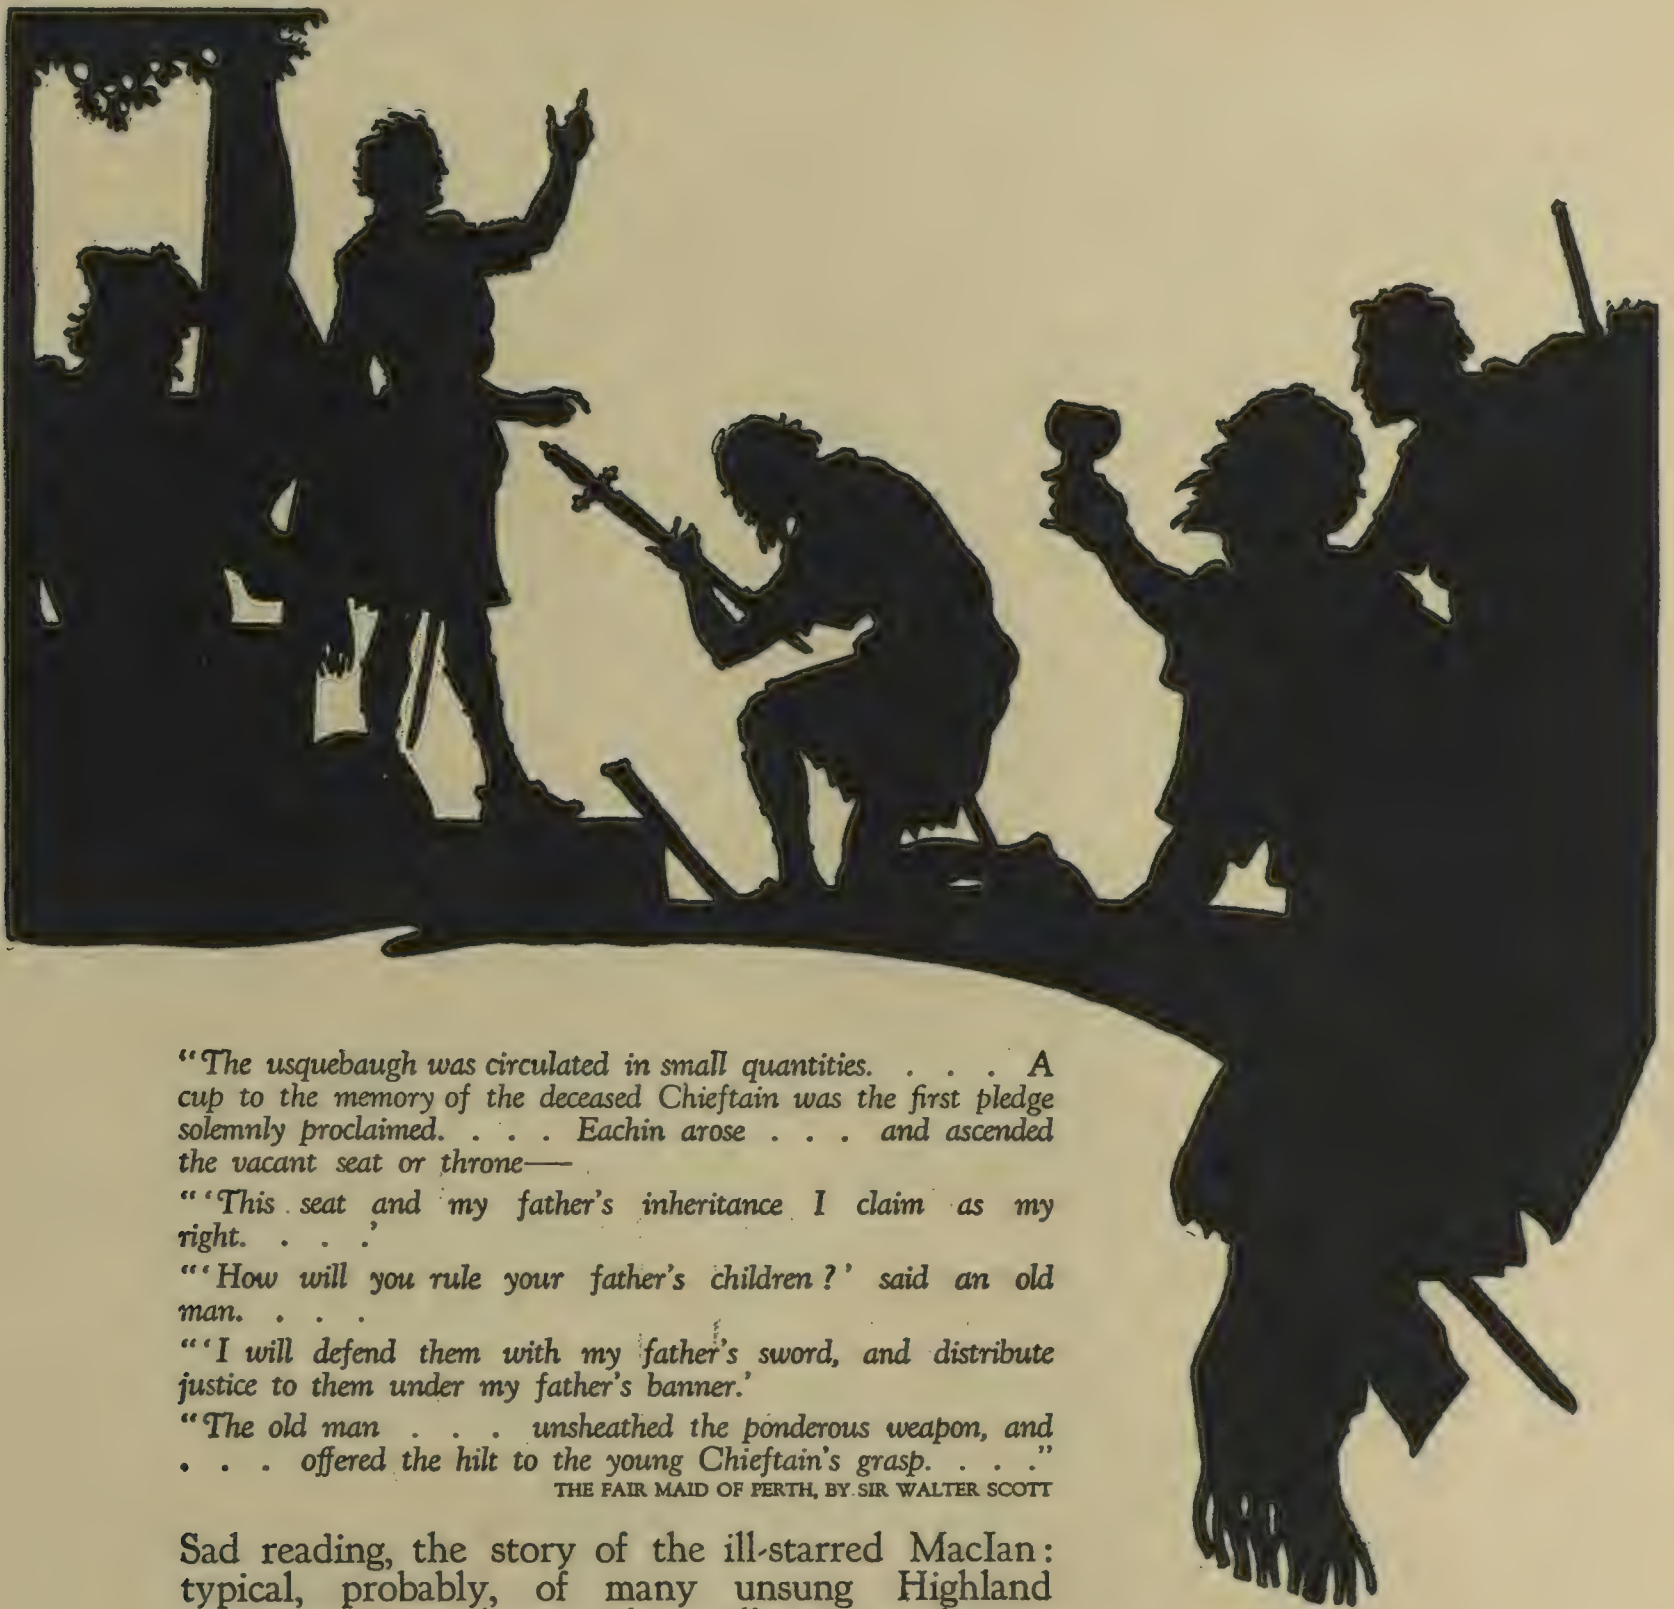 “The usquebaugh was circulated in small quantities. . . . A
cup to the memory of the deceased Chieftain was the first pledge
solemnly proclaimed. . . . Eachin arose . . . and ascended
the vacant seat or throne—
“‘This seat and my father's inheritance I claim as my
right. . . .’
“‘How will you rule your father's children?’ said an old
man. . . .
“‘I will defend them with my father's sword, and distribute
justice to them under my father's banner.’
“The old man . . . unsheathed the ponderous weapon, and
. . . offered the hilt to the young Chieftain's grasp. . . .”
THE FAIR MAID OF PERTH, BY SIR WALTER SCOTT
Sad reading, the story of the ill-starred MacIan:
typical, probably, of many unsung Highland